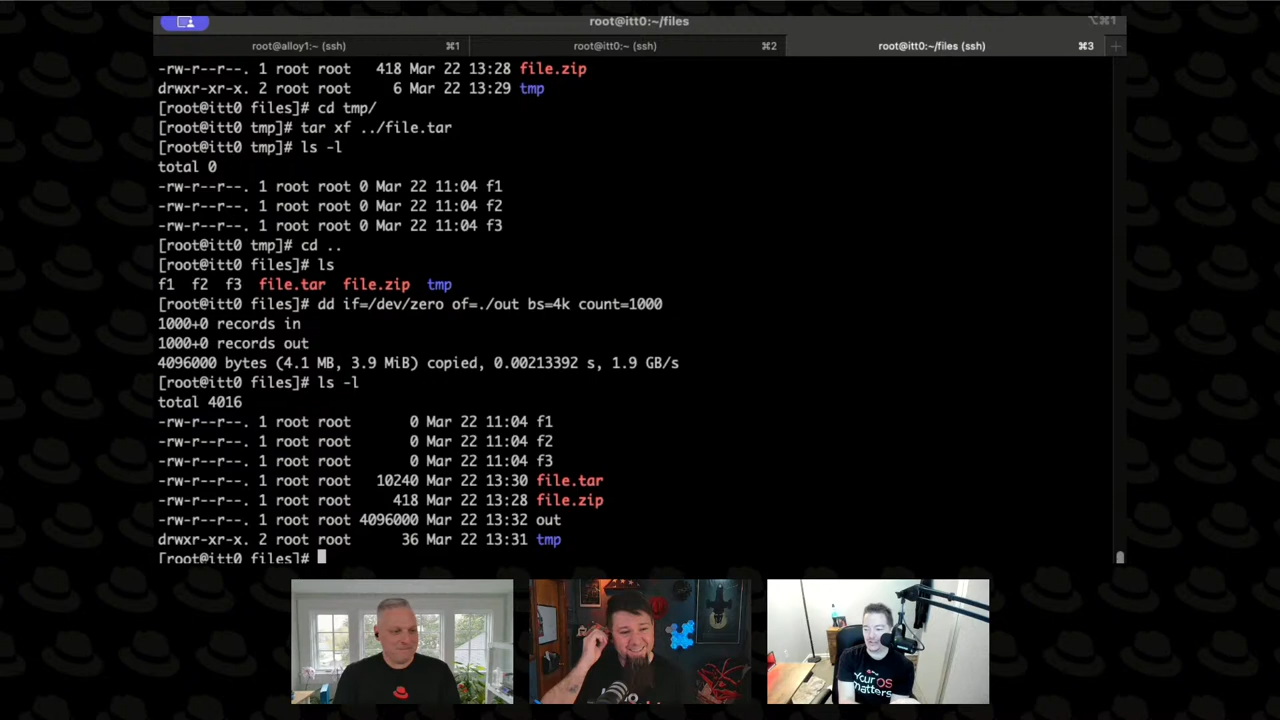 root@itt0:~/files
⌥⌘1
root@alloy1:~ (ssh) ⌘1 root@itt0:~ (ssh) ⌘2 root@itt0:~/files (ssh) ⌘3 +
-rw-r--r--. 1 root root   418 Mar 22 13:28 file.zip
drwxr-xr-x. 2 root root     6 Mar 22 13:29 tmp
[root@itt0 files]# cd tmp/
[root@itt0 tmp]# tar xf ../file.tar
[root@itt0 tmp]# ls -l
total 0
-rw-r--r--. 1 root root 0 Mar 22 11:04 f1
-rw-r--r--. 1 root root 0 Mar 22 11:04 f2
-rw-r--r--. 1 root root 0 Mar 22 11:04 f3
[root@itt0 tmp]# cd ..
[root@itt0 files]# ls
f1  f2  f3  file.tar  file.zip  tmp
[root@itt0 files]# dd if=/dev/zero of=./out bs=4k count=1000
1000+0 records in
1000+0 records out
4096000 bytes (4.1 MB, 3.9 MiB) copied, 0.00213392 s, 1.9 GB/s
[root@itt0 files]# ls -l
total 4016
-rw-r--r--. 1 root root       0 Mar 22 11:04 f1
-rw-r--r--. 1 root root       0 Mar 22 11:04 f2
-rw-r--r--. 1 root root       0 Mar 22 11:04 f3
-rw-r--r--. 1 root root   10240 Mar 22 13:30 file.tar
-rw-r--r--. 1 root root     418 Mar 22 13:28 file.zip
-rw-r--r--. 1 root root 4096000 Mar 22 13:32 out
drwxr-xr-x. 2 root root      36 Mar 22 13:31 tmp
[root@itt0 files]#
Your OS
matters